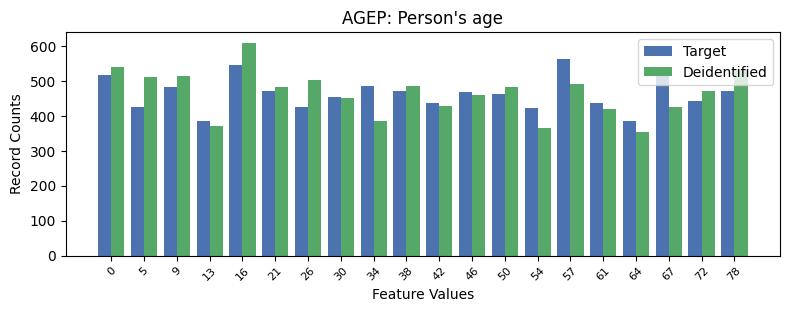 AGEP: Person's age
Target
Deidentified
Record Counts
600
500
400
300
200
100
0
0 5 9 13 16 21 26 30 34 38 42 46 50 54 57 61 64 67 72 78
Feature Values